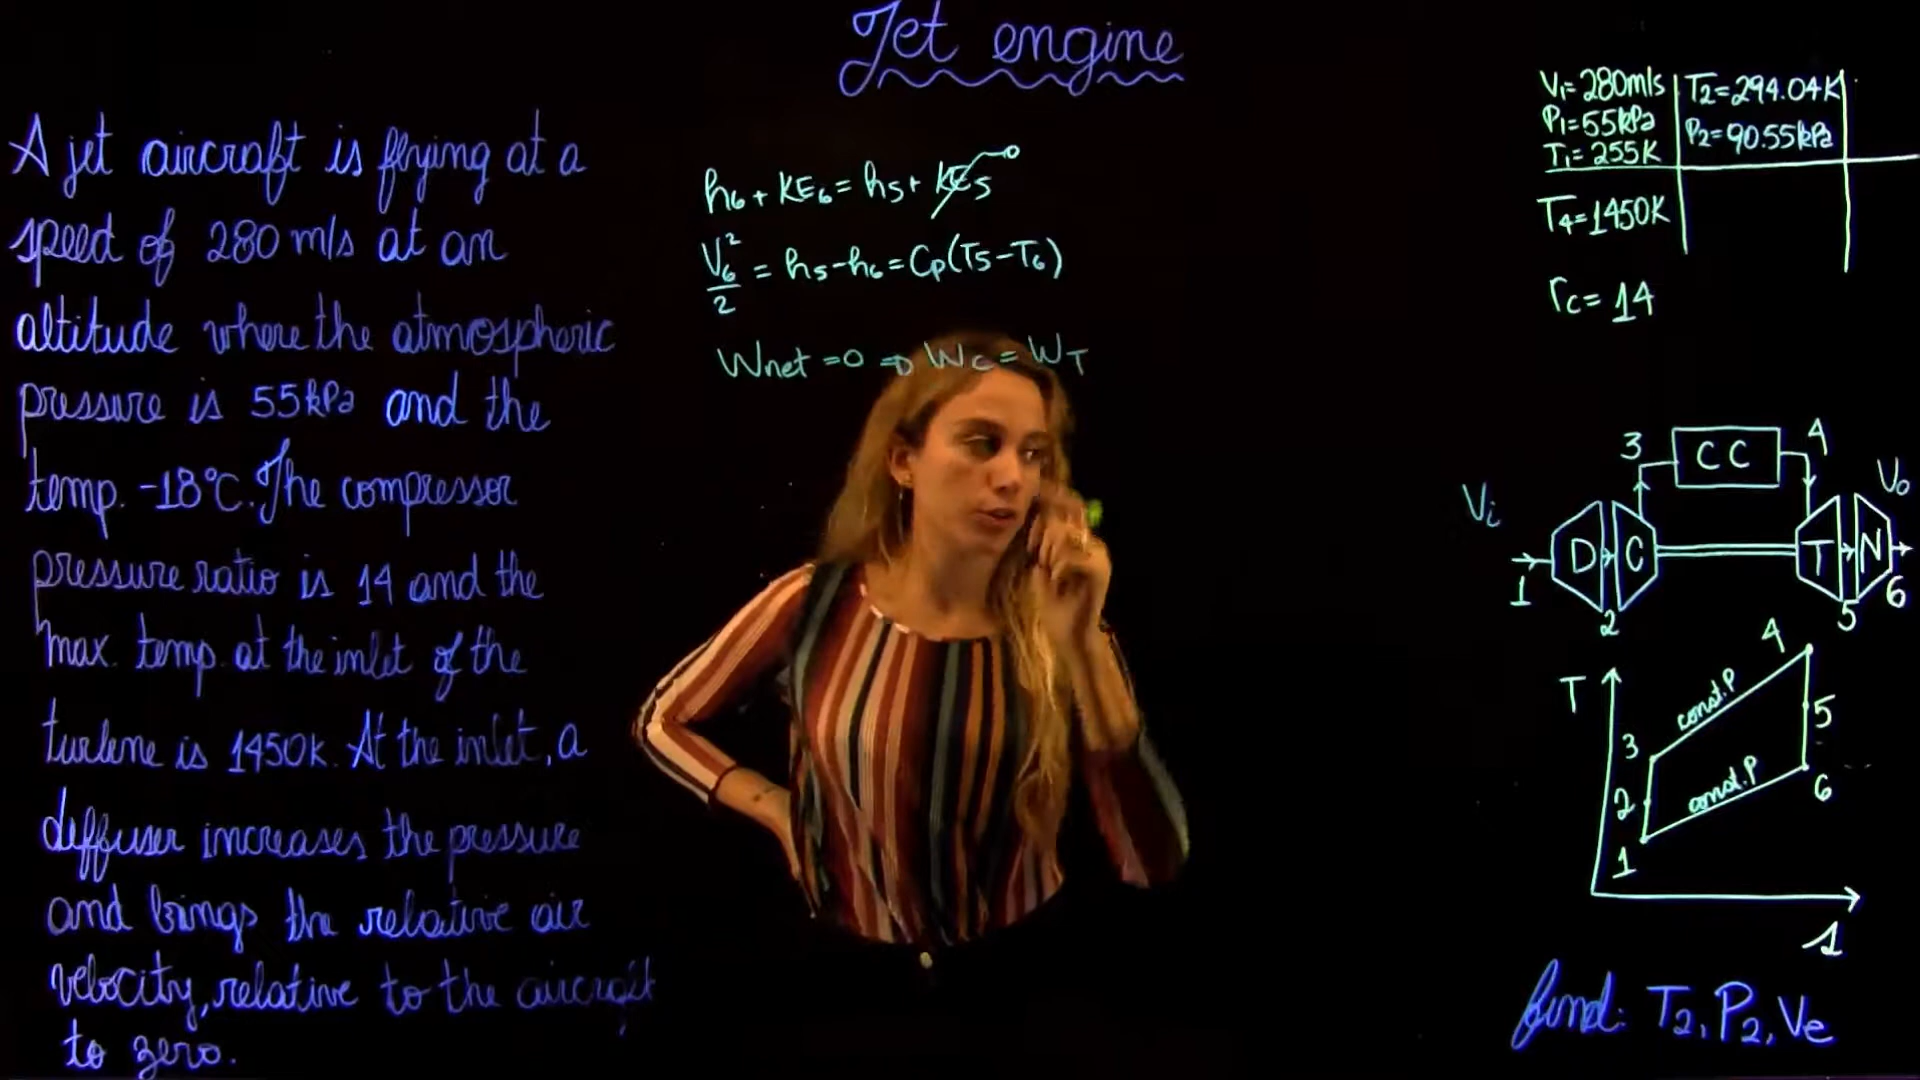 Jet engine
A jet aircraft is flying at a
speed of 280 m/s at an
altitude where the atmospheric
pressure is 55kPa and the
temp. -18°C. The compressor
pressure ratio is 14 and the
max. temp. at the inlet of the
turbine is 1450K. At the inlet, a
deffuser increases the pressure
and brings the relative air
velocity, relative to the aircraft
to zero.
h6 + KE6 = h5 + KE5 → 0
V6²/2 = h5 - h6 = Cp(T5 - T6)
Wnet = 0 ⇒ Wc = WT
V1 = 280m/s
P1 = 55kPa
T1 = 255K
T2 = 294.04K
P2 = 90.55kPa
T4 = 1450K
rc = 14
3 CC 4
Vi Vo
D C T N
1 2 5 6
T
4
const. P
5
3
2
const. P
6
1
s
find: T2, P2, Ve